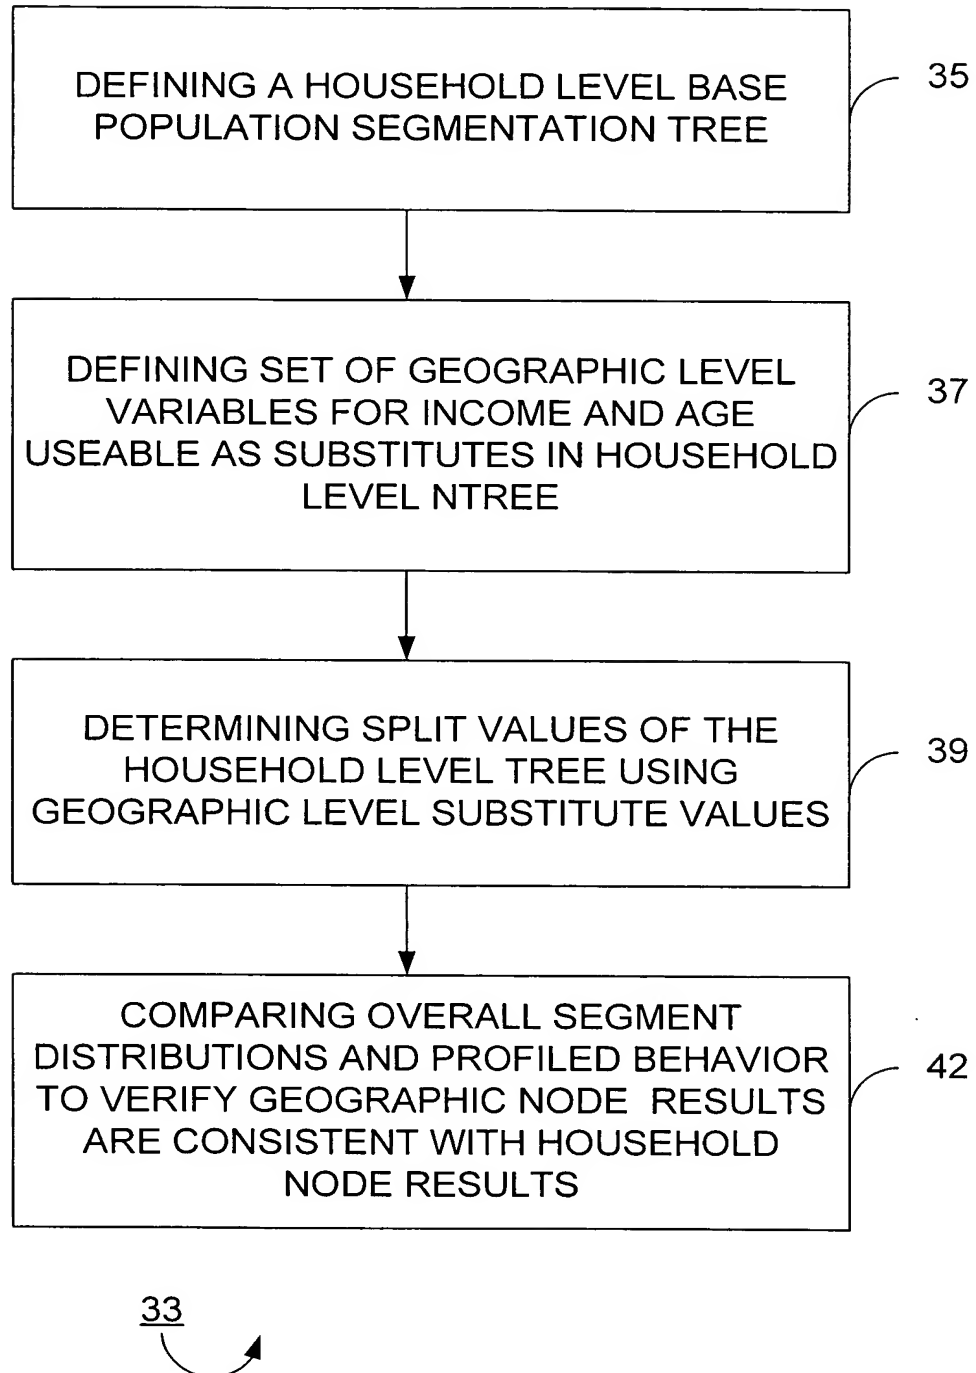 DEFINING A HOUSEHOLD LEVEL BASE
POPULATION SEGMENTATION TREE
35
DEFINING SET OF GEOGRAPHIC LEVEL
VARIABLES FOR INCOME AND AGE
USEABLE AS SUBSTITUTES IN HOUSEHOLD
LEVEL NTREE
37
DETERMINING SPLIT VALUES OF THE
HOUSEHOLD LEVEL TREE USING
GEOGRAPHIC LEVEL SUBSTITUTE VALUES
39
COMPARING OVERALL SEGMENT
DISTRIBUTIONS AND PROFILED BEHAVIOR
TO VERIFY GEOGRAPHIC NODE RESULTS
ARE CONSISTENT WITH HOUSEHOLD
NODE RESULTS
42
33